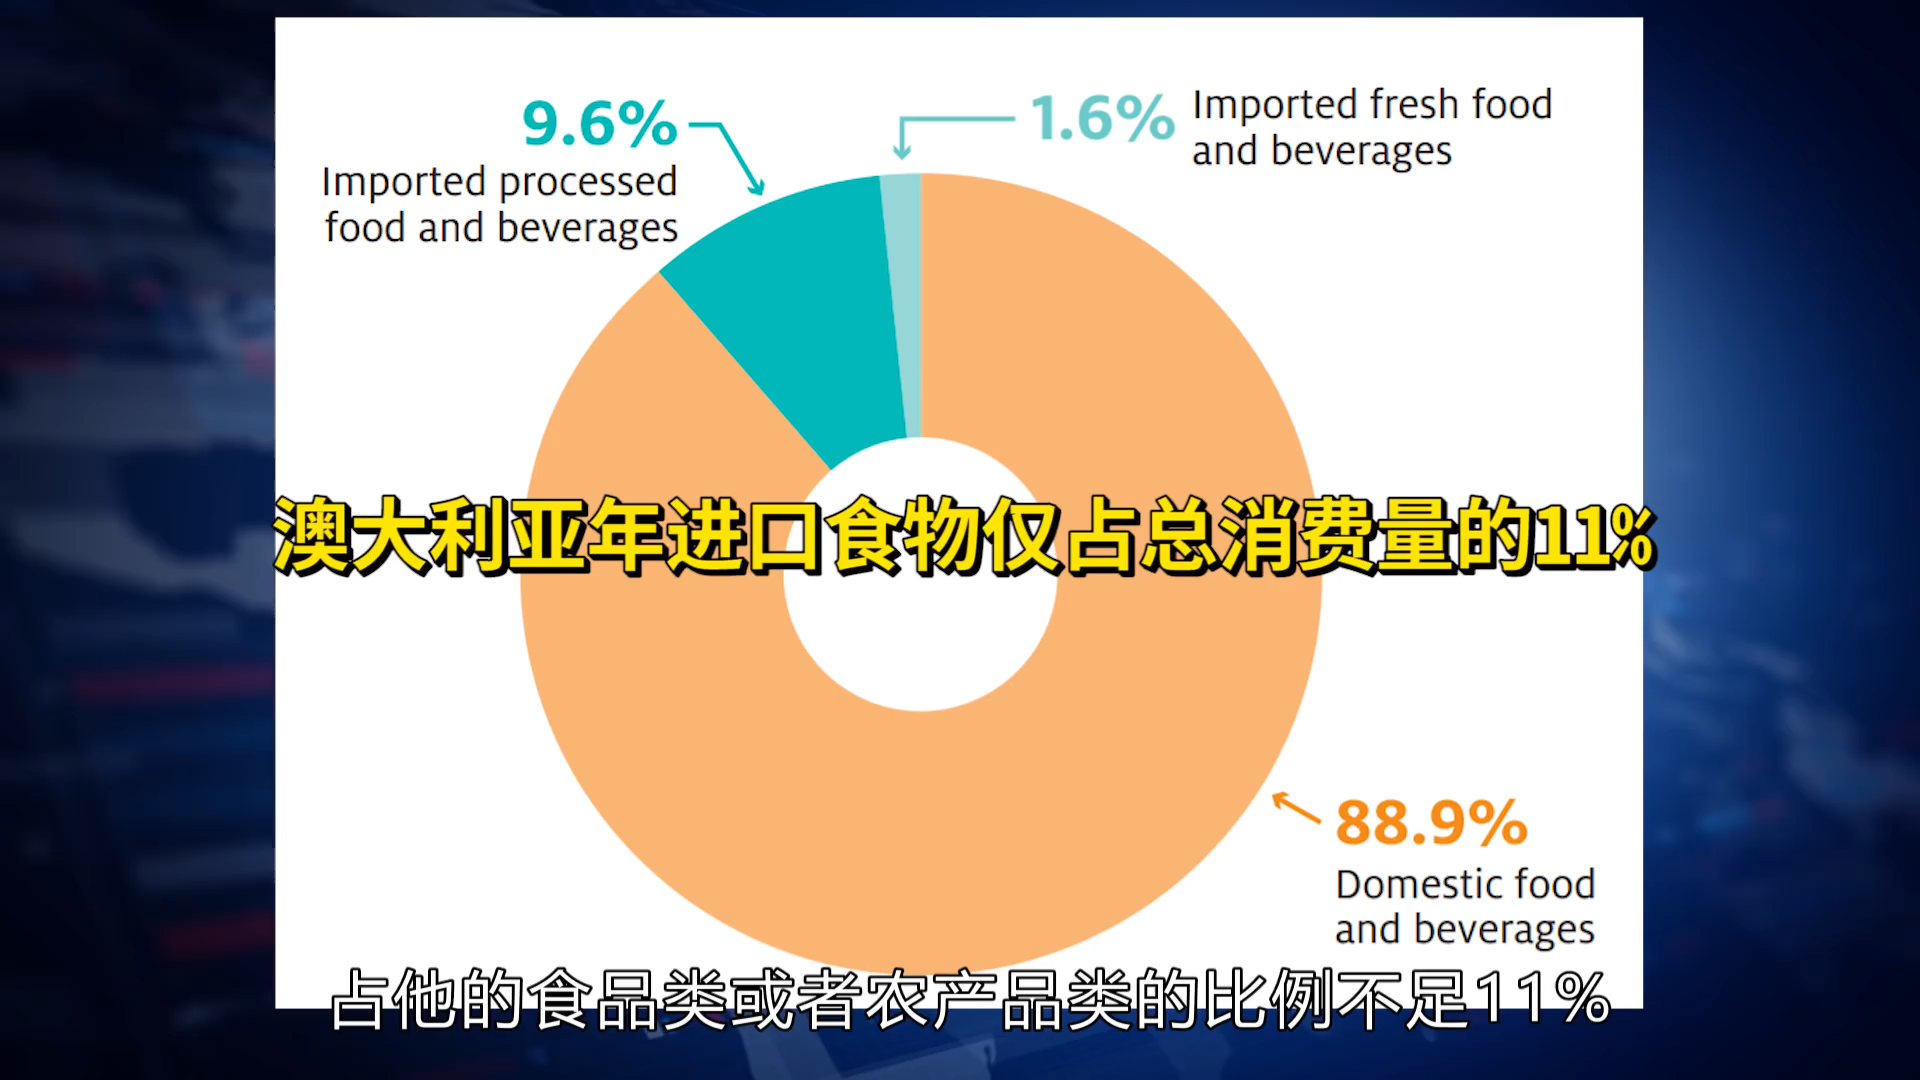 9.6%
Imported processed
food and beverages
1.6%
Imported fresh food
and beverages
澳大利亚年进口食物仅占总消费量的11%
88.9%
Domestic food
and beverages
占他的食品类或者农产品类的比例不足11%